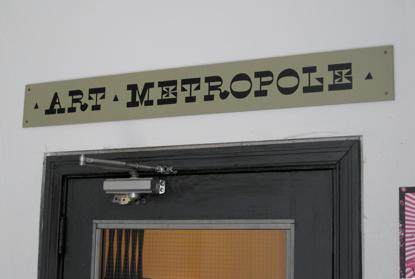 ▲ ART ▲ METROPOLE ▲